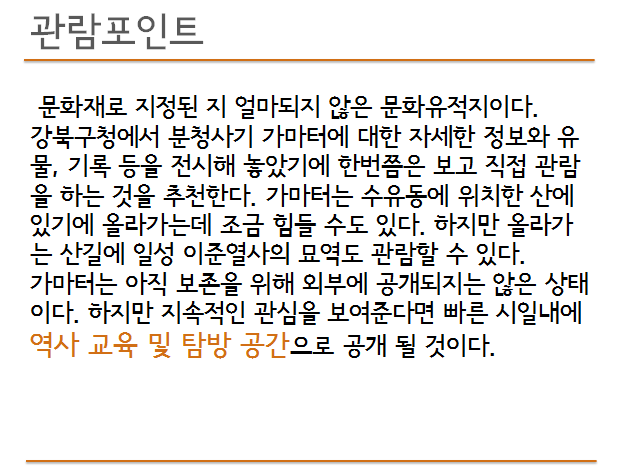 관람포인트
문화재로 지정된 지 얼마되지 않은 문화유적지이다.
강북구청에서 분청사기 가마터에 대한 자세한 정보와 유
물, 기록 등을 전시해 놓았기에 한번쯤은 보고 직접 관람
을 하는 것을 추천한다. 가마터는 수유동에 위치한 산에
있기에 올라가는데 조금 힘들 수도 있다. 하지만 올라가
는 산길에 일성 이준열사의 묘역도 관람할 수 있다.
가마터는 아직 보존을 위해 외부에 공개되지는 않은 상태
이다. 하지만 지속적인 관심을 보여준다면 빠른 시일내에
역사 교육 및 탐방 공간으로 공개 될 것이다.